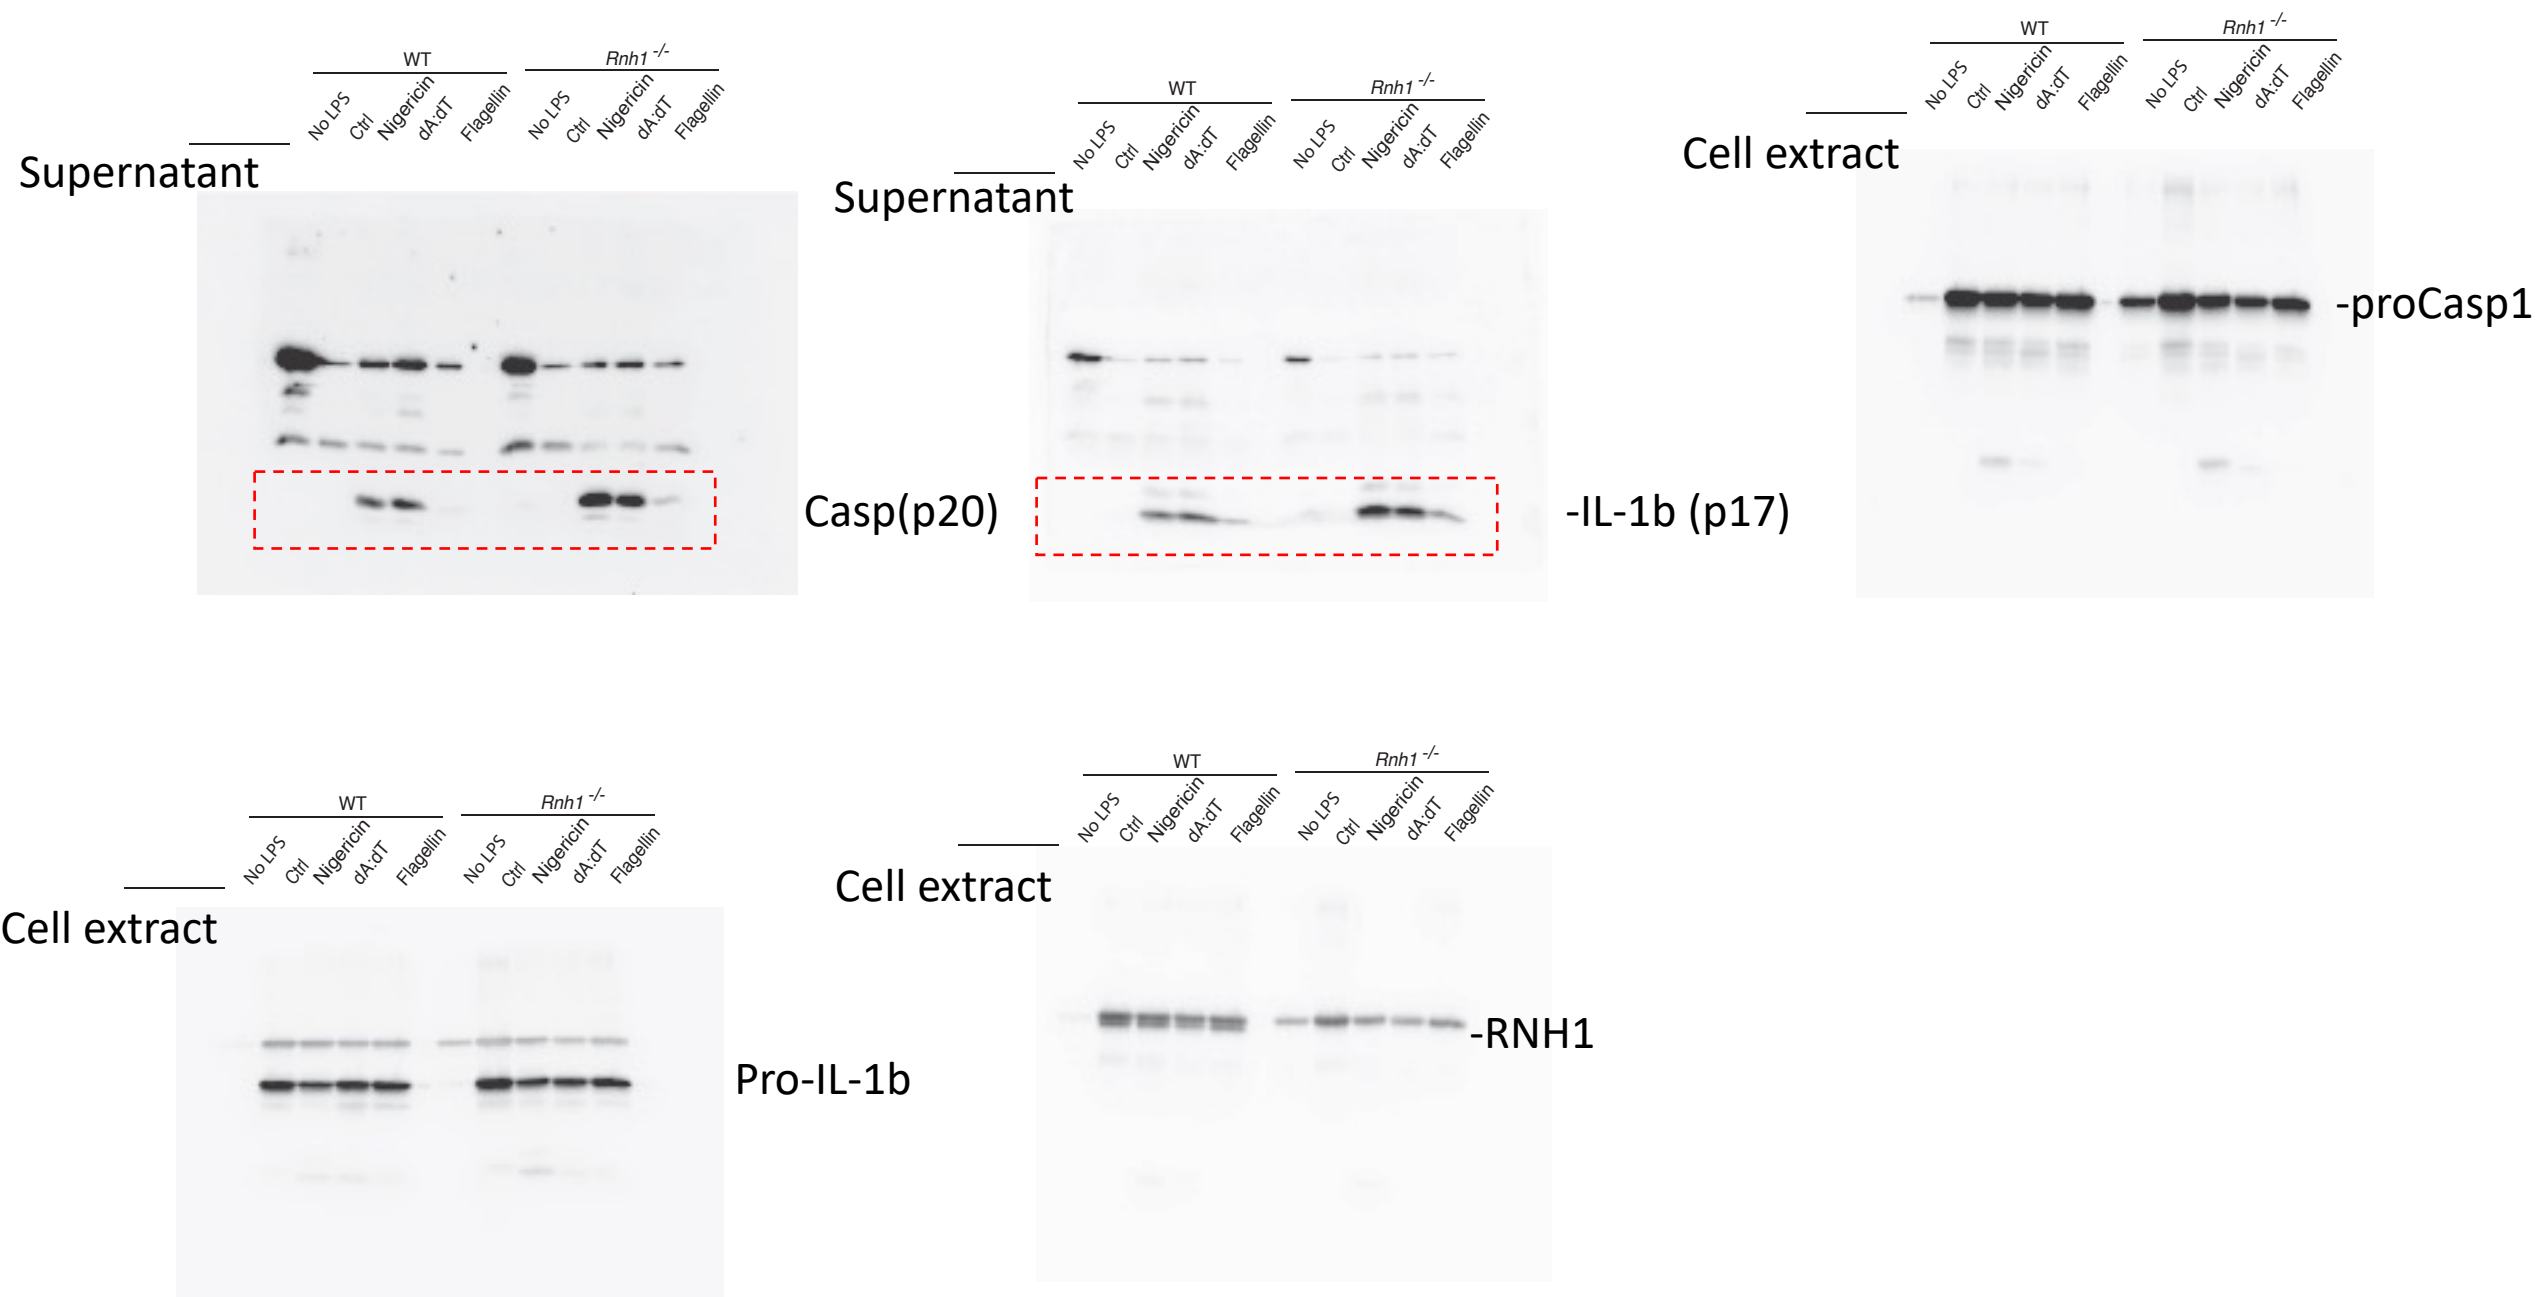 WT Rnh1 -/-
No LPS Ctrl Nigericin dA:dT Flagellin No LPS Ctrl Nigericin dA:dT Flagellin
Supernatant
Casp(p20)
WT Rnh1 -/-
No LPS Ctrl Nigericin dA:dT Flagellin No LPS Ctrl Nigericin dA:dT Flagellin
Supernatant
-IL-1b (p17)
WT Rnh1 -/-
No LPS Ctrl Nigericin dA:dT Flagellin No LPS Ctrl Nigericin dA:dT Flagellin
Cell extract
-proCasp1
WT Rnh1 -/-
No LPS Ctrl Nigericin dA:dT Flagellin No LPS Ctrl Nigericin dA:dT Flagellin
Cell extract
Pro-IL-1b
WT Rnh1 -/-
No LPS Ctrl Nigericin dA:dT Flagellin No LPS Ctrl Nigericin dA:dT Flagellin
Cell extract
-RNH1